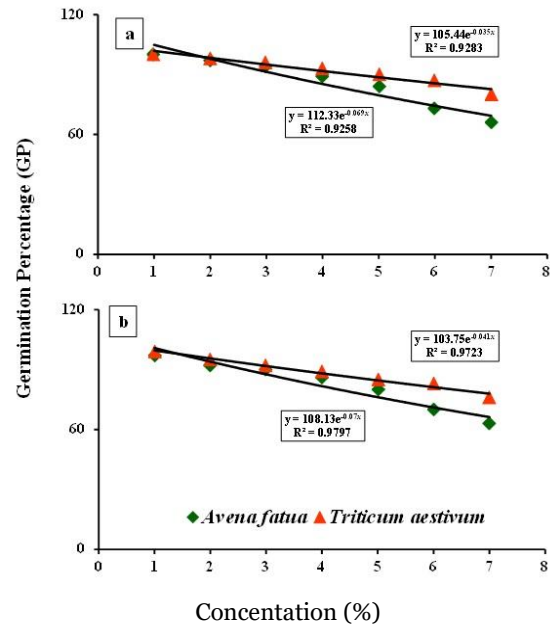 Germination Percentage (GP)
a
120
60
0
y = 105.44e^-0.035x
R² = 0.9283
y = 112.33e^-0.069x
R² = 0.9258
0 1 2 3 4 5 6 7 8
b
120
60
0
y = 103.75e^-0.041x
R² = 0.9723
y = 108.13e^-0.07x
R² = 0.9797
Avena fatua Triticum aestivum
0 1 2 3 4 5 6 7 8
Concentation (%)